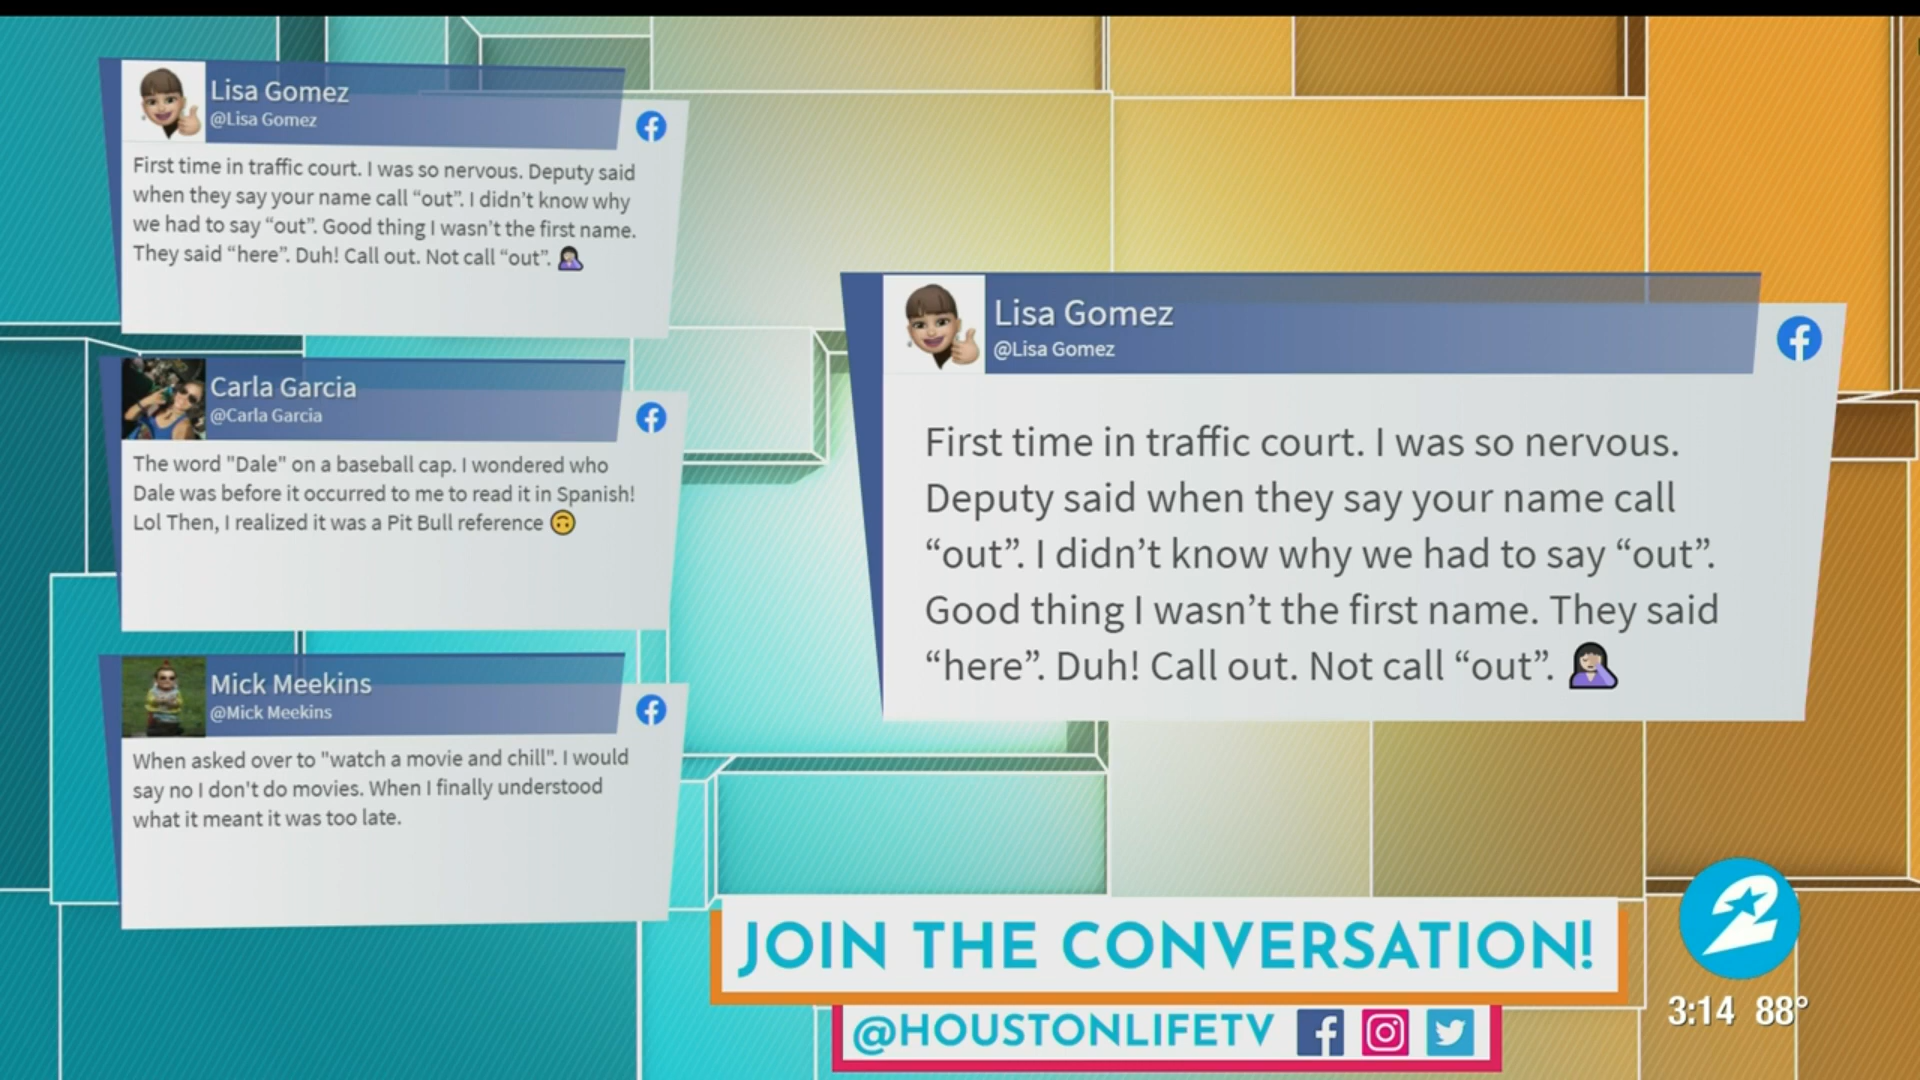 Lisa Gomez
@Lisa Gomez
First time in traffic court. I was so nervous. Deputy said
when they say your name call “out”. I didn’t know why
we had to say “out”. Good thing I wasn’t the first name.
They said “here”. Duh! Call out. Not call “out”. 🤦🏻‍♀️
Carla Garcia
@Carla Garcia
The word "Dale" on a baseball cap. I wondered who
Dale was before it occurred to me to read it in Spanish!
Lol Then, I realized it was a Pit Bull reference 🙃
Mick Meekins
@Mick Meekins
When asked over to "watch a movie and chill". I would
say no I don't do movies. When I finally understood
what it meant it was too late.
Lisa Gomez
@Lisa Gomez
First time in traffic court. I was so nervous.
Deputy said when they say your name call
“out”. I didn’t know why we had to say “out”.
Good thing I wasn’t the first name. They said
“here”. Duh! Call out. Not call “out”. 🤦🏻‍♀️
JOIN THE CONVERSATION!
@HOUSTONLIFETV
2
3:14 88°